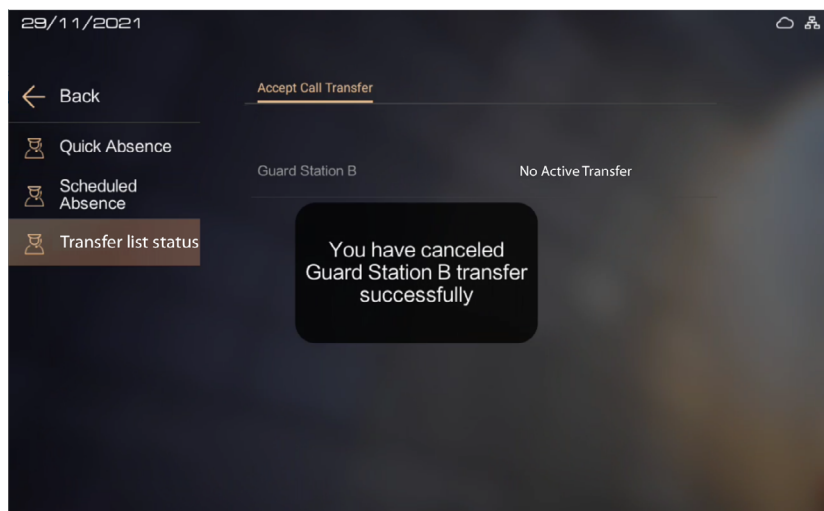 29/11/2021
Back
Accept Call Transfer
Quick Absence
Guard Station B
No Active Transfer
Scheduled
Absence
Transfer list status
You have canceled
Guard Station B transfer
successfully